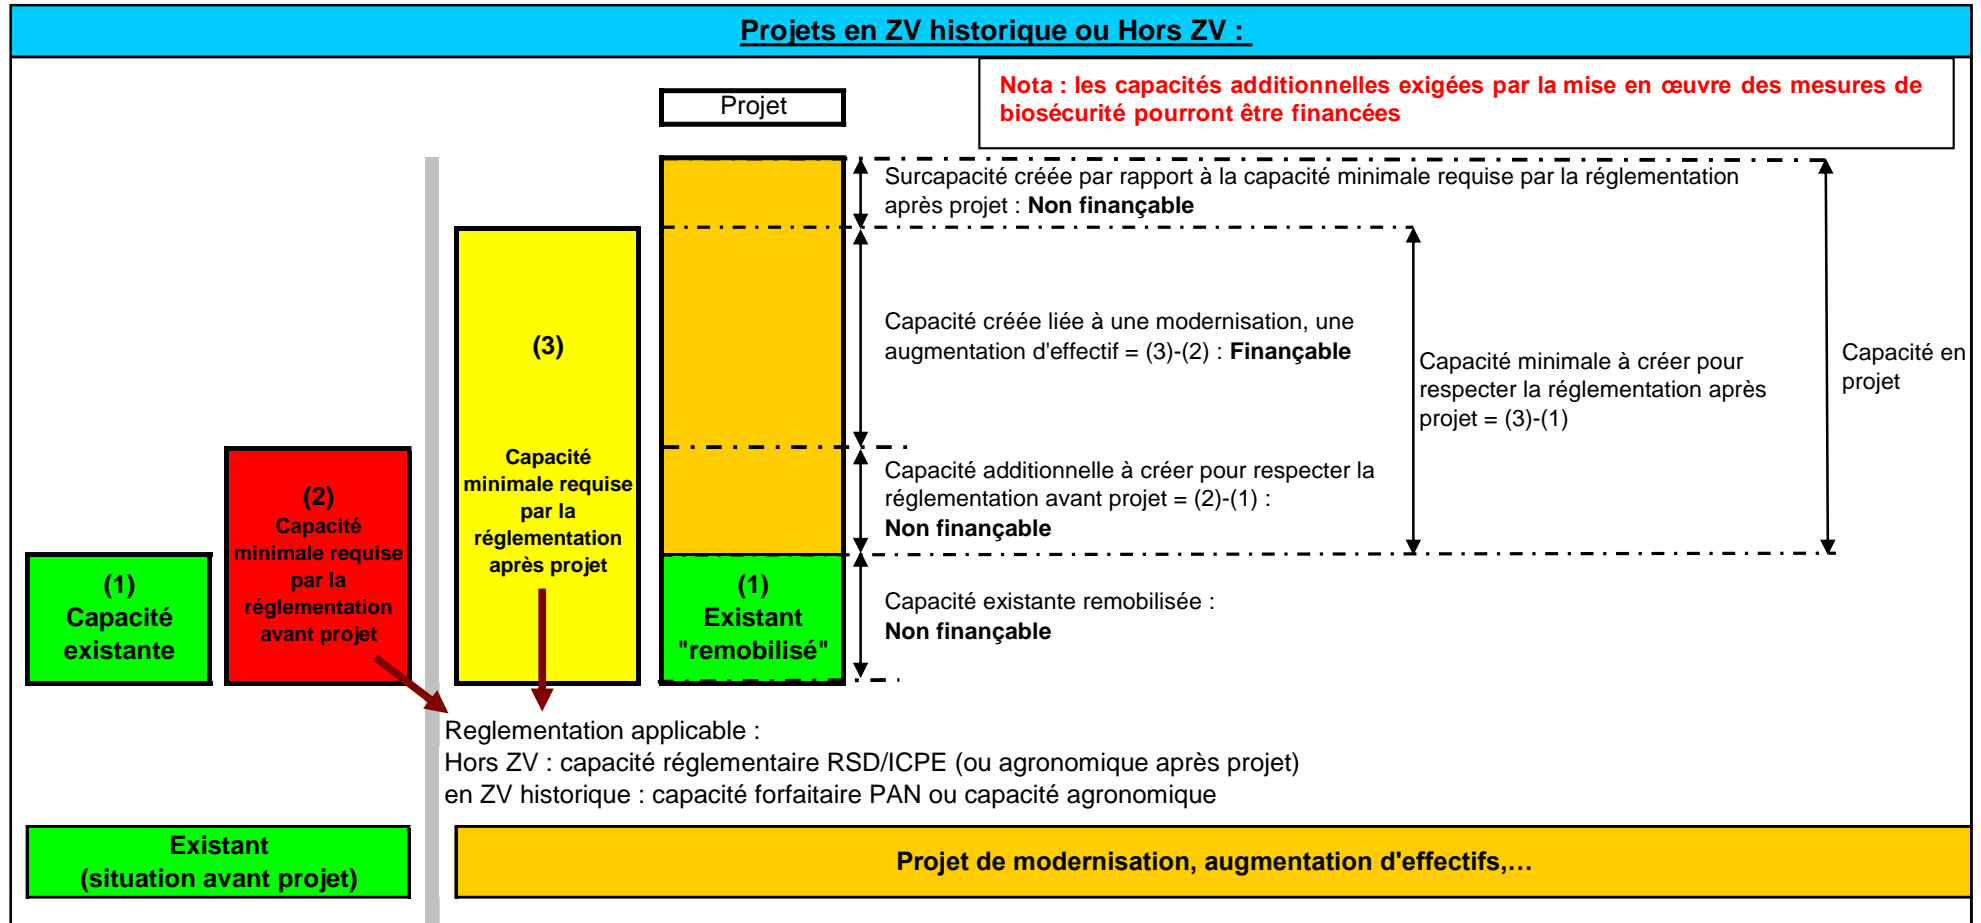 Projets en ZV historique ou Hors ZV :
Nota : les capacités additionnelles exigées par la mise en œuvre des mesures de
biosécurité pourront être financées
Projet
Surcapacité créée par rapport à la capacité minimale requise par la réglementation
après projet : Non finançable
Capacité créée liée à une modernisation, une
augmentation d'effectif = (3)-(2) : Finançable
Capacité minimale à créer pour
respecter la réglementation après
projet = (3)-(1)
Capacité en
projet
Capacité additionnelle à créer pour respecter la
réglementation avant projet = (2)-(1) :
Non finançable
Capacité existante remobilisée :
Non finançable
(1)
Capacité
existante
(2)
Capacité
minimale requise
par la
réglementation
avant projet
(3)
Capacité
minimale requise
par la
réglementation
après projet
(1)
Existant
"remobilisé"
Reglementation applicable :
Hors ZV : capacité réglementaire RSD/ICPE (ou agronomique après projet)
en ZV historique : capacité forfaitaire PAN ou capacité agronomique
Existant
(situation avant projet)
Projet de modernisation, augmentation d'effectifs,…